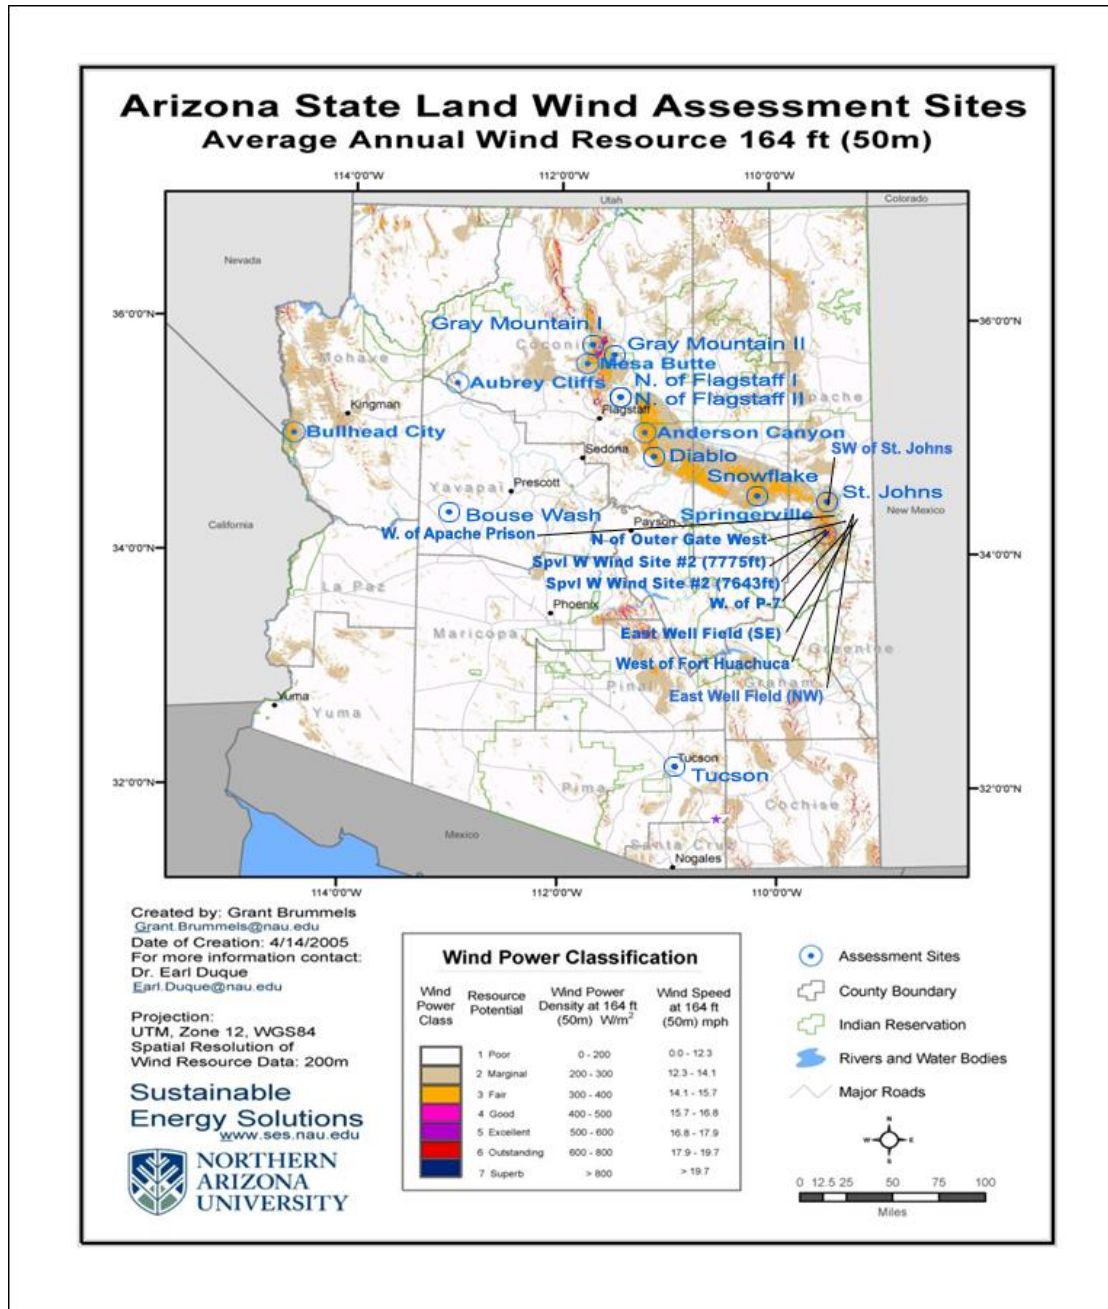 Arizona State Land Wind Assessment Sites
Average Annual Wind Resource 164 ft (50m)
114°0'0"W
112°0'0"W
110°0'0"W
Utah
Colorado
Nevada
36°0'0"N
36°0'0"N
Gray Mountain I
Coconi
Gray Mountain II
Mohave
Mesa Butte
Aubrey Cliffs
N. of Flagstaff I
N. of Flagstaff II
Apache
Kingman
Flagstaff
Bullhead City
Anderson Canyon
SW of St. Johns
Sedona
Diablo
Snowflake
Yavapai
Prescott
St. Johns
Bouse Wash
Springerville
New Mexico
California
Payson
W. of Apache Prison
N of Outer Gate West
34°0'0"N
34°0'0"N
Spvl W Wind Site #2 (7775ft)
La Paz
Spvl W Wind Site #2 (7643ft)
Phoenix
W. of P-7
Maricopa
East Well Field (SE)
Greenlee
West of Fort Huachuca
Pinal
Graham
Yuma
East Well Field (NW)
Yuma
Tucson
Tucson
32°0'0"N
32°0'0"N
Pima
Cochise
Mexico
Santa Cruz
Nogales
114°0'0"W
112°0'0"W
110°0'0"W
Created by: Grant Brummels
Grant.Brummels@nau.edu
Date of Creation: 4/14/2005
For more information contact:
Dr. Earl Duque
Earl.Duque@nau.edu
Projection:
UTM, Zone 12, WGS84
Spatial Resolution of
Wind Resource Data: 200m
Sustainable
Energy Solutions
www.ses.nau.edu
NORTHERN
ARIZONA
UNIVERSITY
Wind Power Classification
Wind Power Class
Resource Potential
Wind Power Density at 164 ft (50m) W/m²
Wind Speed at 164 ft (50m) mph
1 Poor 0 - 200 0.0 - 12.3
2 Marginal 200 - 300 12.3 - 14.1
3 Fair 300 - 400 14.1 - 15.7
4 Good 400 - 500 15.7 - 16.8
5 Excellent 500 - 600 16.8 - 17.9
6 Outstanding 600 - 800 17.9 - 19.7
7 Superb > 800 > 19.7
Assessment Sites
County Boundary
Indian Reservation
Rivers and Water Bodies
Major Roads
N
W E
S
0 12.5 25 50 75 100
Miles